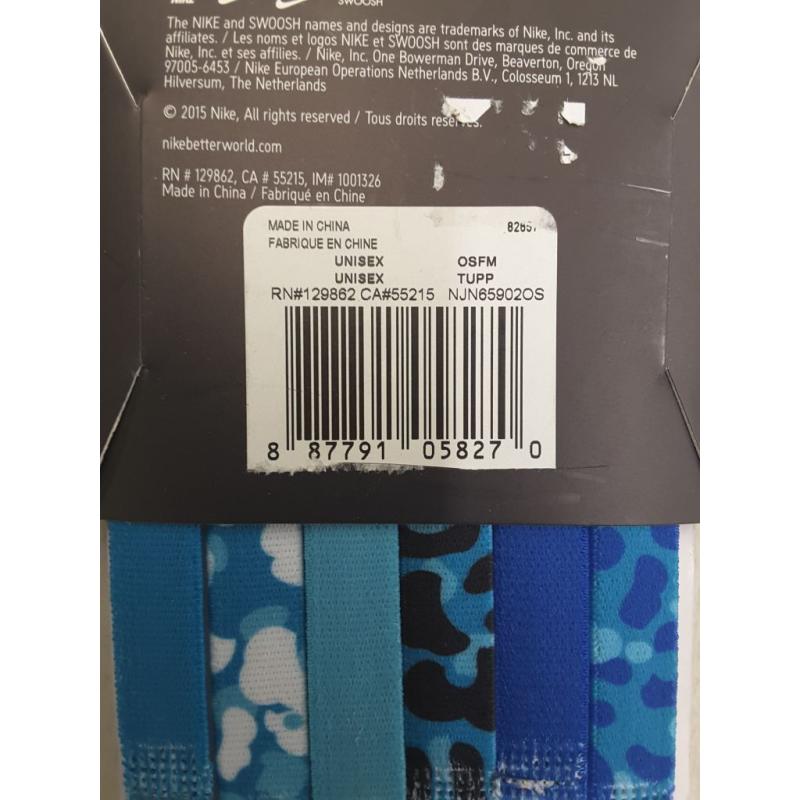 NIKE SWOOSH
The NIKE and SWOOSH names and designs are trademarks of Nike, Inc. and its
affiliates. / Les noms et logos NIKE et SWOOSH sont des marques de commerce de
Nike, Inc. et ses affilies. / Nike, Inc. One Bowerman Drive, Beaverton, Oregon
97005-6453 / Nike European Operations Netherlands B.V., Colosseum 1, 1213 NL
Hilversum, The Netherlands
© 2015 Nike, All rights reserved / Tous droits reserves.
nikebetterworld.com
RN # 129862, CA # 55215, IM# 1001326
Made in China / Fabriqué en Chine
MADE IN CHINA
FABRIQUE EN CHINE
UNISEX OSFM
UNISEX TUPP
RN#129862 CA#55215 NJN65902OS
8 87791 05827 0